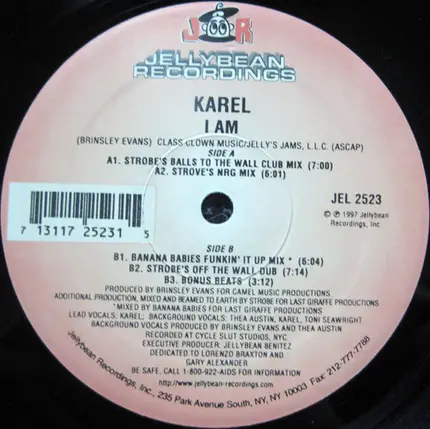 J R
JELLYBEAN
RECORDINGS
KAREL
I AM
(BRINSLEY EVANS) CLASS CLOWN MUSIC/JELLY'S JAMS, L.L.C. (ASCAP)
SIDE A
A1. STROBE'S BALLS TO THE WALL CLUB MIX (7:00)
A2. STROVE'S NRG MIX (6:01)
JEL 2523
© ℗ 1997 Jellybean
Recordings, Inc.
7 13117 25231 5
SIDE B
B1. BANANA BABIES FUNKIN' IT UP MIX * (6:04)
B2. STROBE'S OFF THE WALL DUB (7:14)
B3. BONUS BEATS (3:12)
PRODUCED BY BRINSLEY EVANS FOR CAMEL MUSIC PRODUCTIONS
ADDITIONAL PRODUCTION, MIXED AND BEAMED TO EARTH BY STROBE FOR LAST GIRAFFE PRODUCTIONS
*MIXED BY BANANA BABIES FOR LAST GIRAFFE PRODUCTIONS
LEAD VOCALS: KAREL; BACKGROUND VOCALS: THEA AUSTIN, KAREL, TONI SEAWRIGHT
BACKGROUND VOCALS PRODUCED BY BRINSLEY EVANS AND THEA AUSTIN
RECORDED AT CYCLE SLUT STUDIOS, NYC.
EXECUTIVE PRODUCER: JELLYBEAN BENITEZ
DEDICATED TO LORENZO BRAXTON AND
GARY ALEXANDER
BE SAFE. CALL 1-800-922-AIDS FOR INFORMATION
http://www.jellybean-recordings.com
Jellybean Recordings, Inc., 235 Park Avenue South, NY, NY 10003 Fax: 212-777-7788